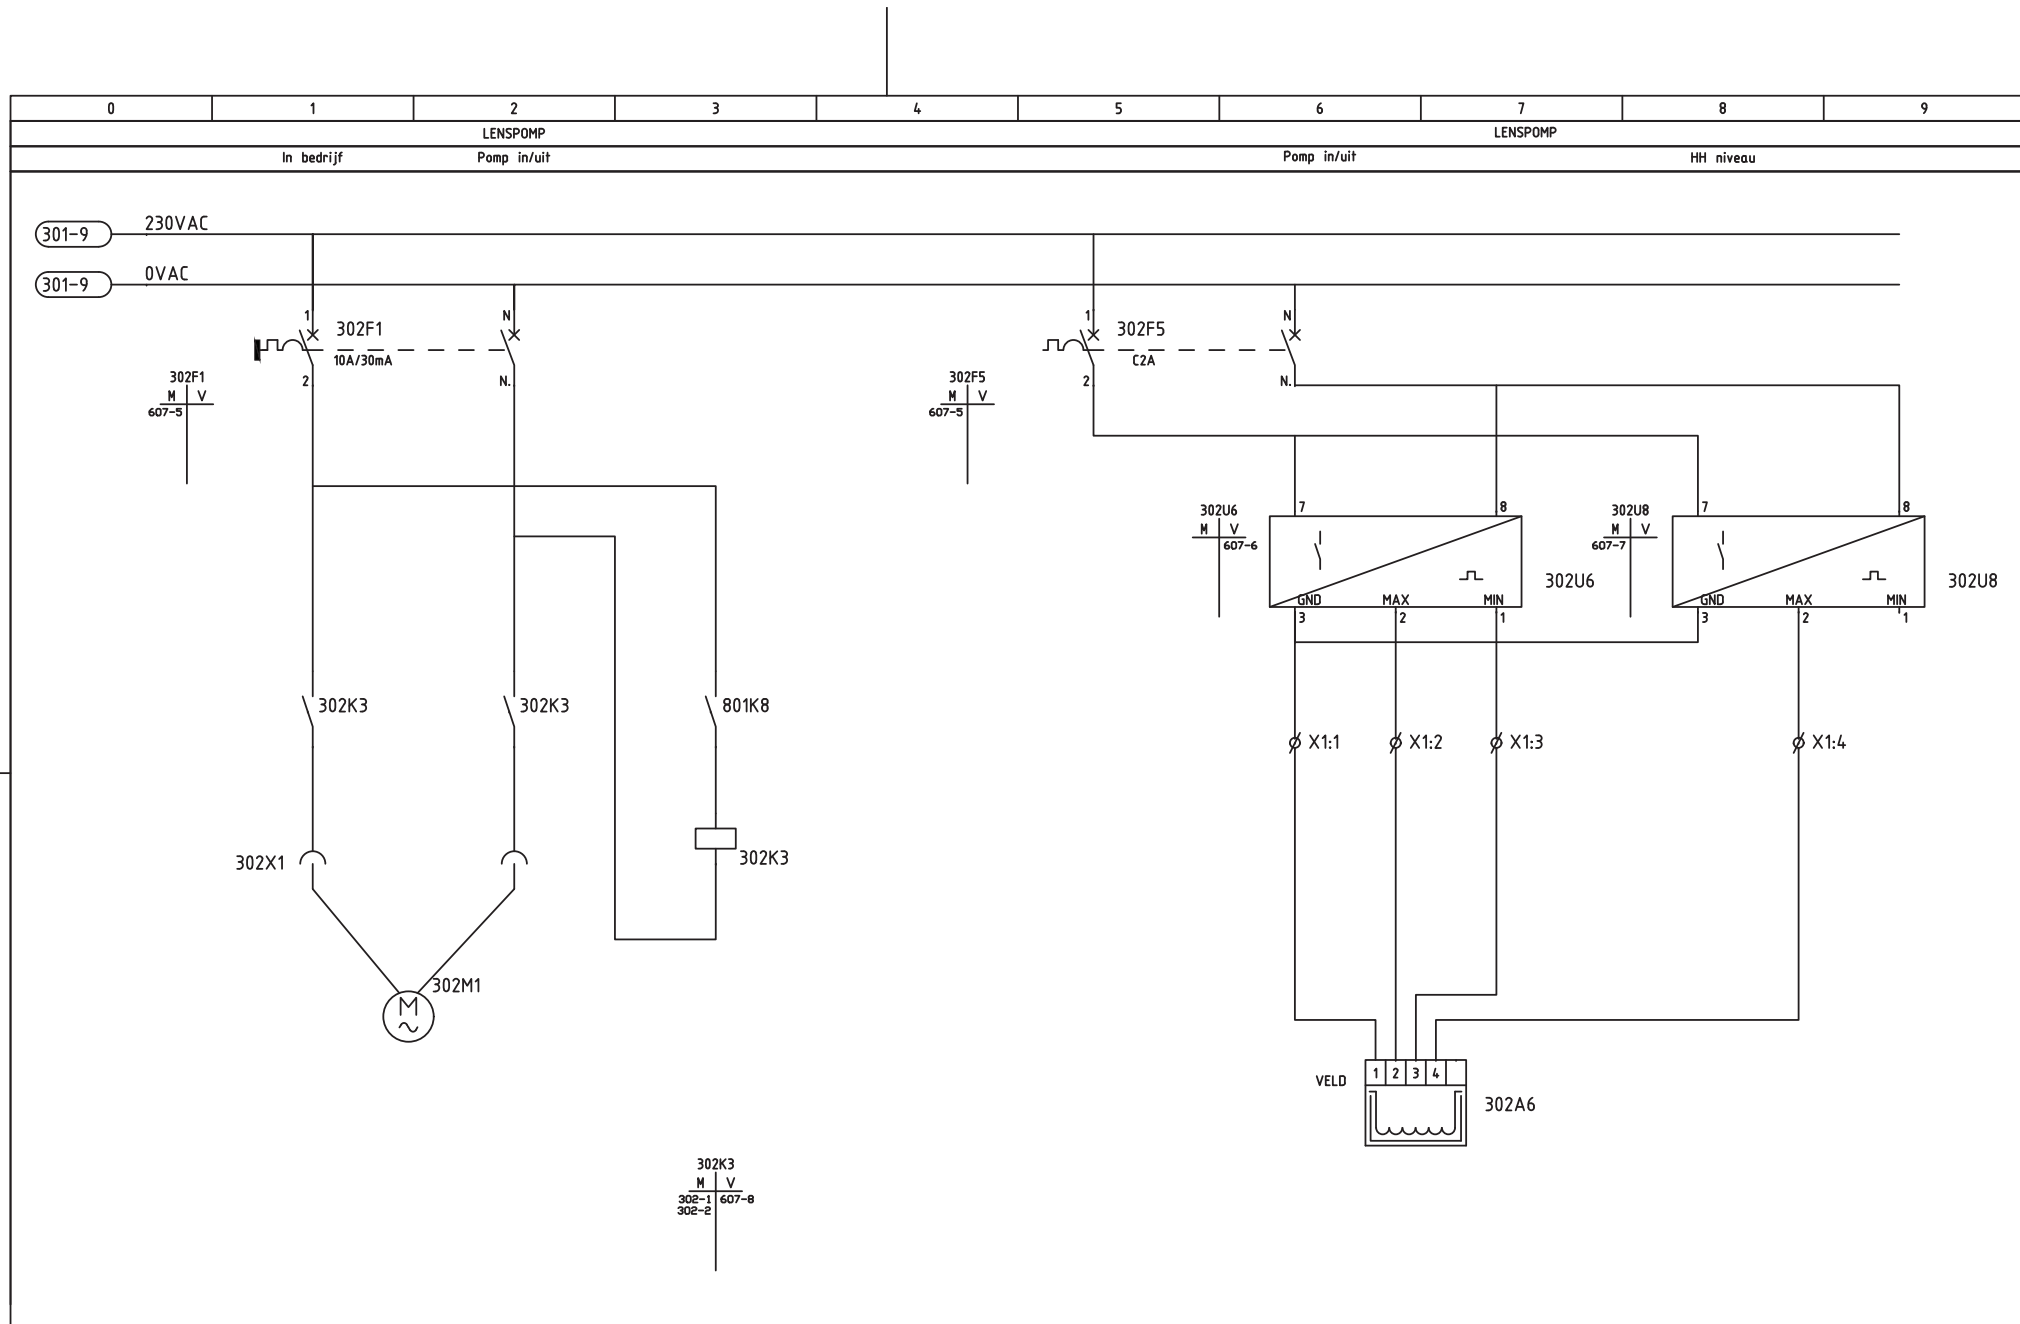 0 1 2 3 4 5 6 7 8 9
LENSPOMP LENSPOMP
In bedrijf Pomp in/uit Pomp in/uit HH niveau
301-9 230VAC
301-9 0VAC
1 N 1 N
302F1 302F5
10A/30mA C2A
2 N. 2 N.
302F1 302F5
M V M V
607-5 607-5
7 8 7 8
302U6 302U8
M V M V
607-6 607-7
302U6 302U8
GND MAX MIN GND MAX MIN
3 2 1 3 2 1
302K3 302K3 801K8
X1:1 X1:2 X1:3 X1:4
302X1 302K3
302M1
M
~
1 2 3 4
VELD
302A6
302K3
M V
302-1 607-8
302-2